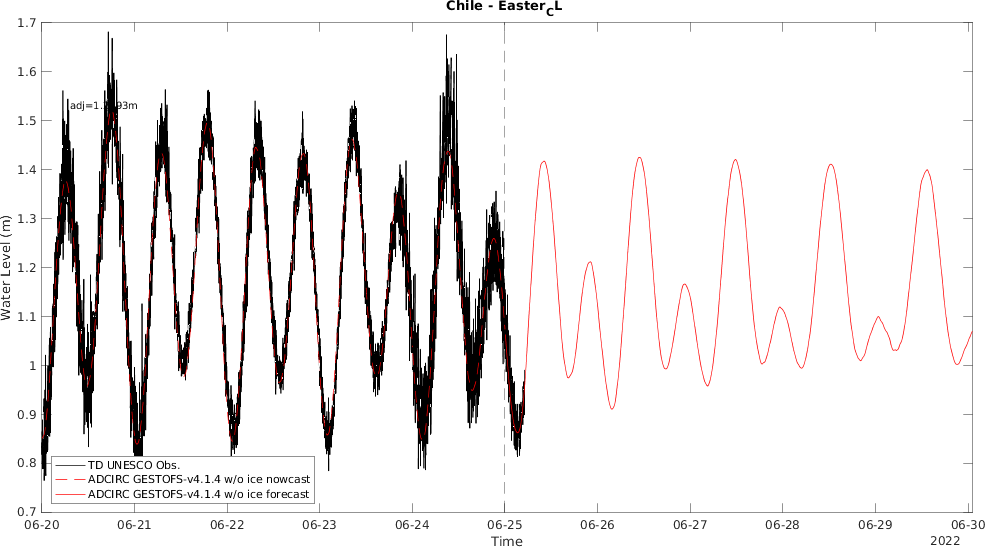 Chile - Easter_CL
1.7
1.6
1.5
1.4
1.3
1.2
1.1
1
0.9
0.8
0.7
Water Level (m)
TD UNESCO Obs.
ADCIRC GESTOFS-v4.1.4 w/o ice nowcast
ADCIRC GESTOFS-v4.1.4 w/o ice forecast
06-20 06-21 06-22 06-23 06-24 06-25 06-26 06-27 06-28 06-29 06-30
Time
2022